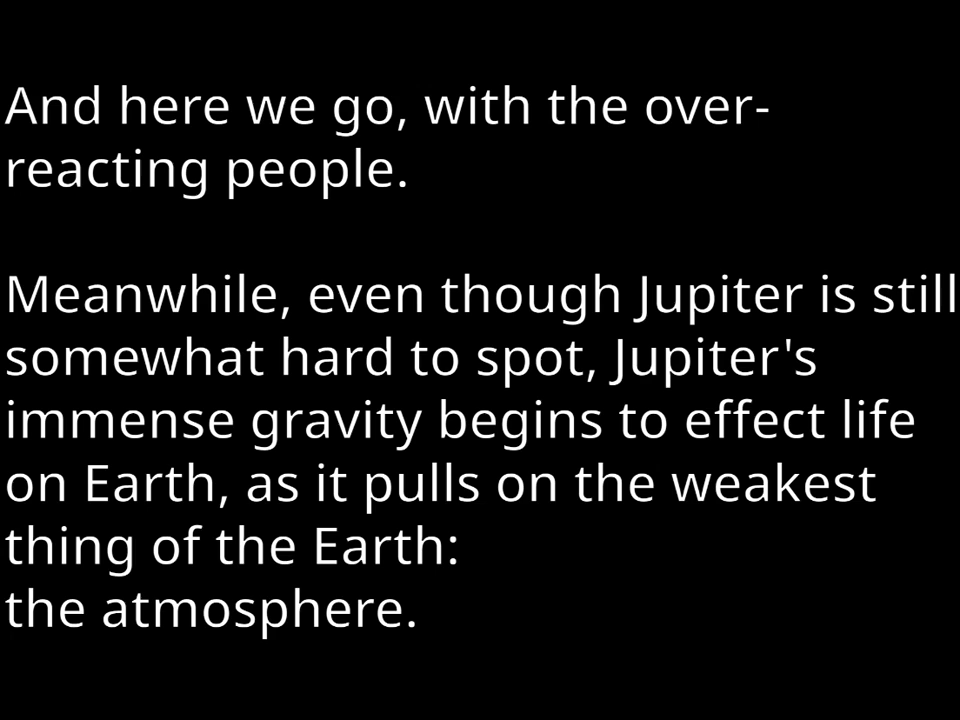 And here we go, with the over-
reacting people.
Meanwhile, even though Jupiter is still
somewhat hard to spot, Jupiter's
immense gravity begins to effect life
on Earth, as it pulls on the weakest
thing of the Earth:
the atmosphere.